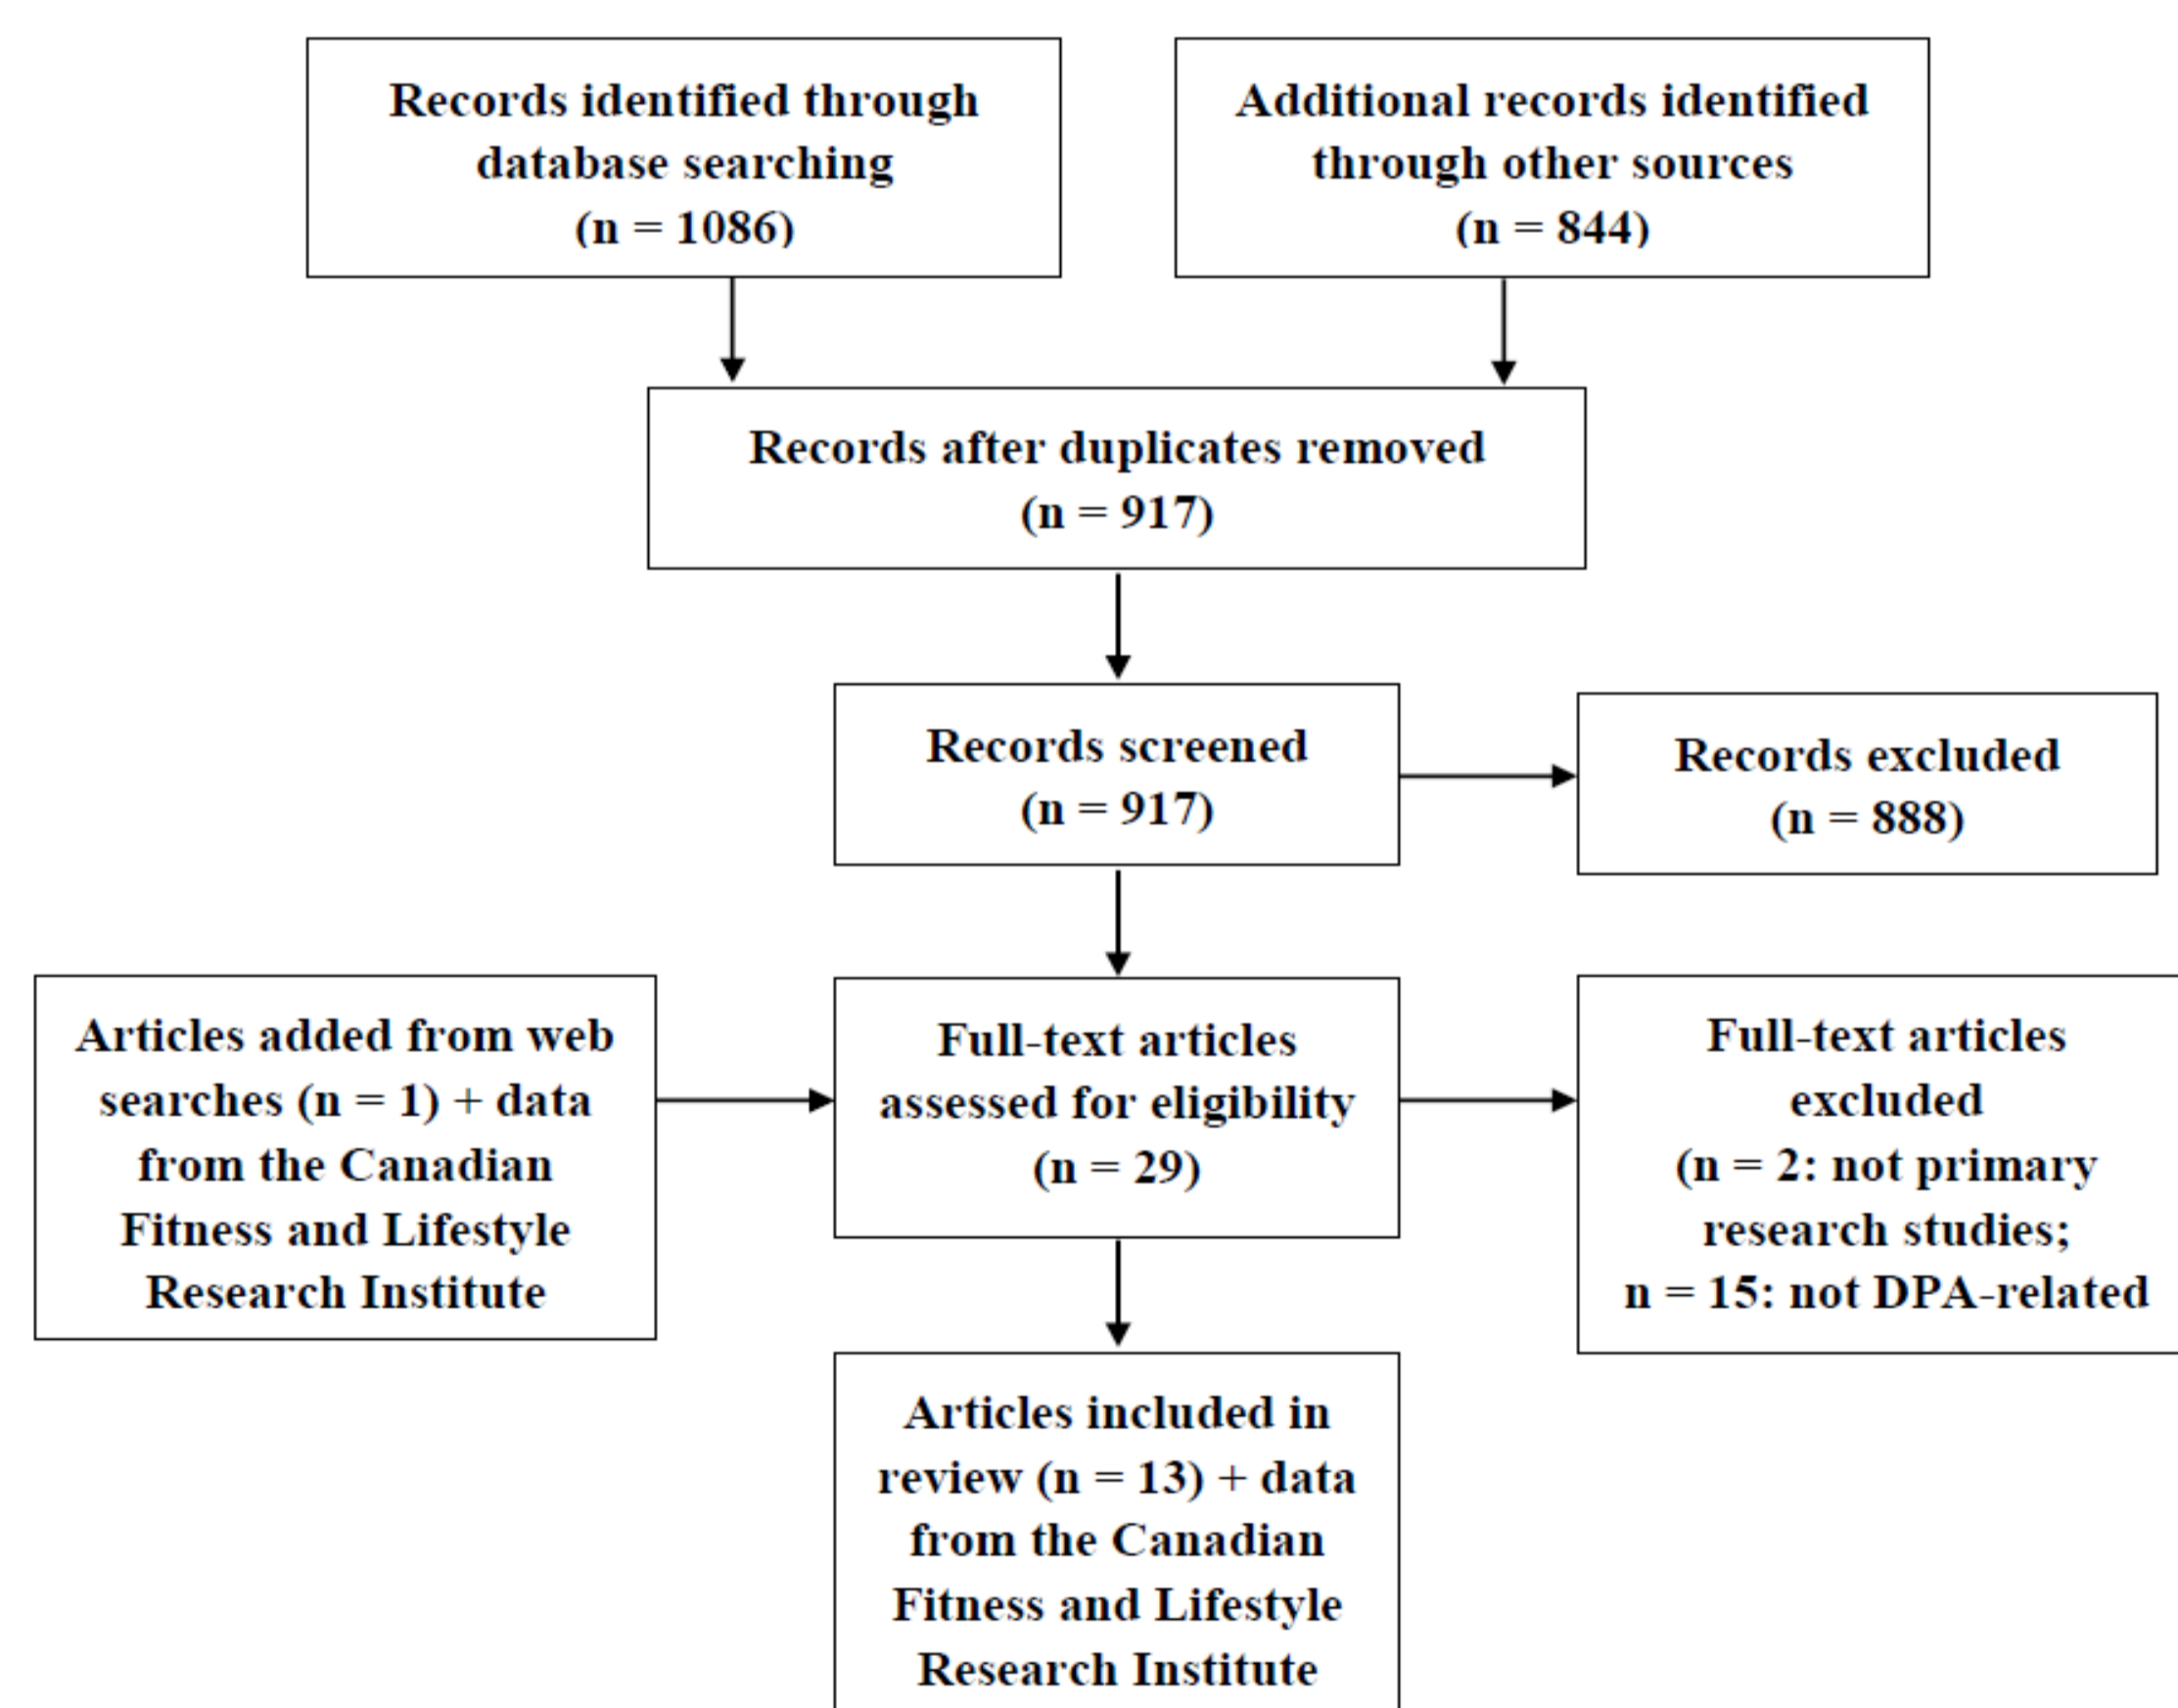 Records identified through
database searching
(n = 1086)
Additional records identified
through other sources
(n = 844)
Records after duplicates removed
(n = 917)
Records screened
(n = 917)
Records excluded
(n = 888)
Articles added from web
searches (n = 1) + data
from the Canadian
Fitness and Lifestyle
Research Institute
Full-text articles
assessed for eligibility
(n = 29)
Full-text articles
excluded
(n = 2: not primary
research studies;
n = 15: not DPA-related
Articles included in
review (n = 13) + data
from the Canadian
Fitness and Lifestyle
Research Institute